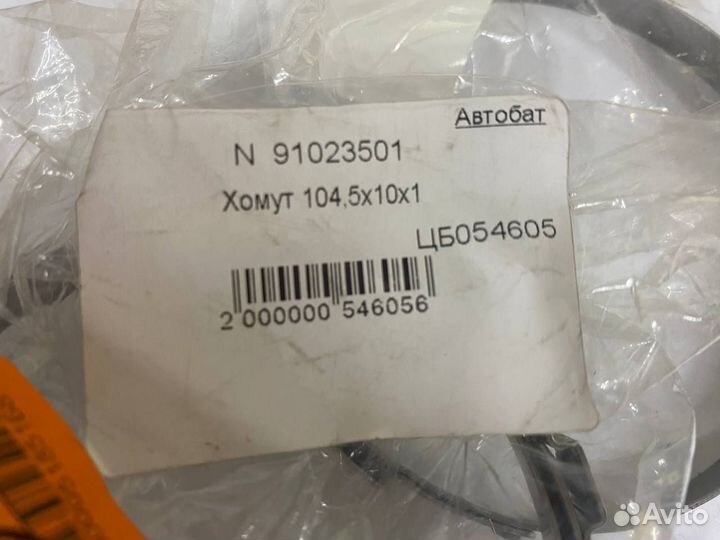 Автобат
N 91023501
Хомут 104,5х10х1
ЦБ054605
2 000000 546056
Avito